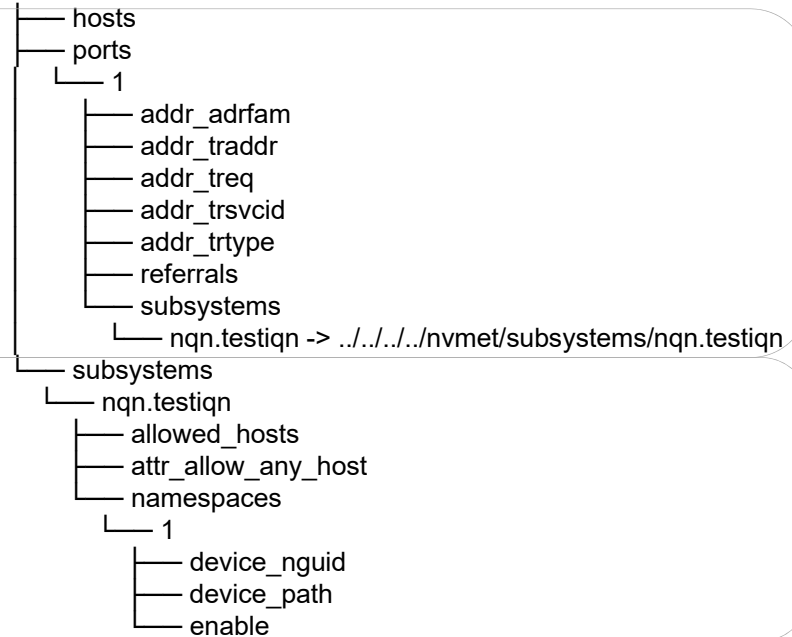 ├── hosts
├── ports
│   └── 1
│       ├── addr_adrfam
│       ├── addr_traddr
│       ├── addr_treq
│       ├── addr_trsvcid
│       ├── addr_trtype
│       ├── referrals
│       └── subsystems
│           └── nqn.testiqn -> ../../../../nvmet/subsystems/nqn.testiqn
└── subsystems
    └── nqn.testiqn
        ├── allowed_hosts
        ├── attr_allow_any_host
        └── namespaces
            └── 1
                ├── device_nguid
                ├── device_path
                └── enable